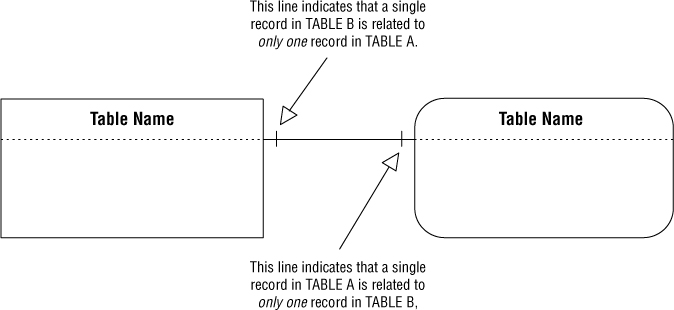 This line indicates that a single
record in TABLE B is related to
only one record in TABLE A.
Table Name
Table Name
This line indicates that a single
record in TABLE A is related to
only one record in TABLE B,